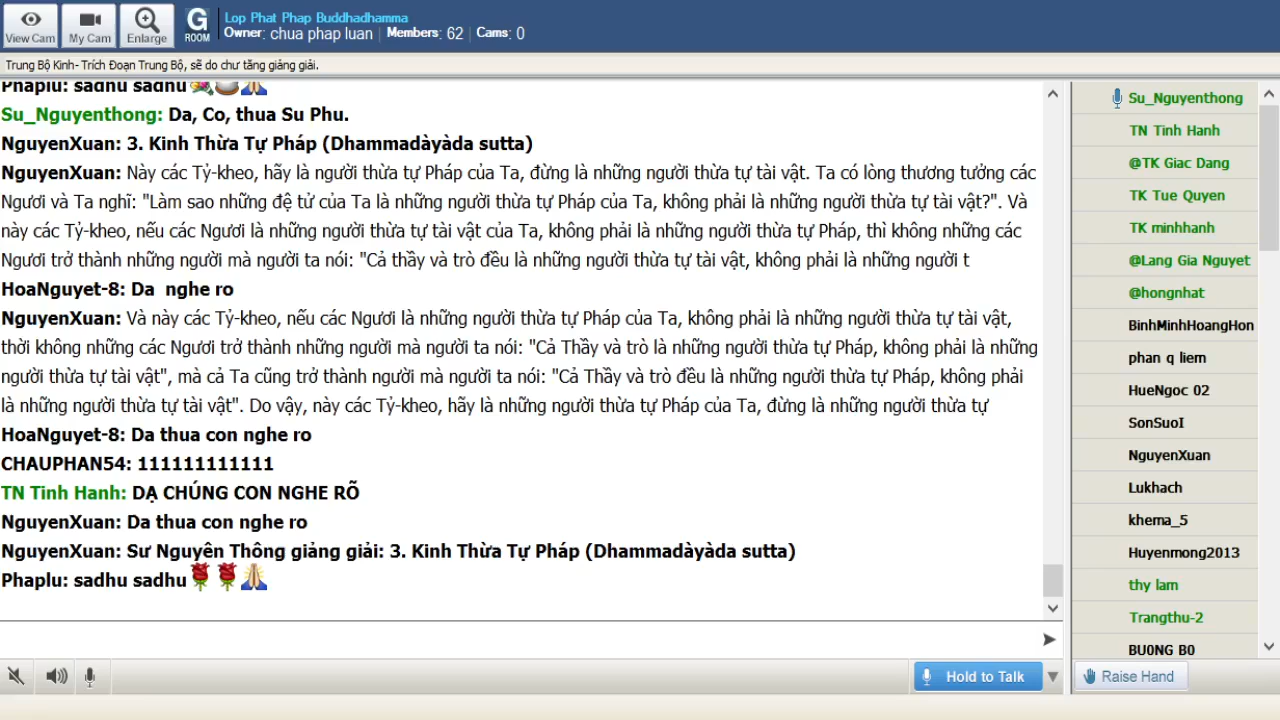 View Cam
My Cam
Enlarge
G
ROOM
Lop Phat Phap Buddhadhamma
Owner: chua phap luan | Members: 62 | Cams: 0
Trung Bộ Kinh- Trích Đoạn Trung Bộ, sẽ do chư tăng giảng giải.
Phaplu: sadhu sadhu
Su_Nguyenthong: Da, Co, thua Su Phu.
NguyenXuan: 3. Kinh Thừa Tự Pháp (Dhammadàyàda sutta)
NguyenXuan: Này các Tỷ-kheo, hãy là người thừa tự Pháp của Ta, đừng là những người thừa tự tài vật. Ta có lòng thương tưởng các
Ngươi và Ta nghĩ: "Làm sao những đệ tử của Ta là những người thừa tự Pháp của Ta, không phải là những người thừa tự tài vật?". Và
này các Tỷ-kheo, nếu các Ngươi là những người thừa tự tài vật của Ta, không phải là những người thừa tự Pháp, thì không những các
Ngươi trở thành những người mà người ta nói: "Cả thầy và trò đều là những người thừa tự tài vật, không phải là những người t
HoaNguyet-8: Da  nghe ro
NguyenXuan: Và này các Tỷ-kheo, nếu các Ngươi là những người thừa tự Pháp của Ta, không phải là những người thừa tự tài vật,
thời không những các Ngươi trở thành những người mà người ta nói: "Cả Thầy và trò là những người thừa tự Pháp, không phải là những
người thừa tự tài vật", mà cả Ta cũng trở thành người mà người ta nói: "Cả Thầy và trò đều là những người thừa tự Pháp, không phải
là những người thừa tự tài vật". Do vậy, này các Tỷ-kheo, hãy là những người thừa tự Pháp của Ta, đừng là những người thừa tự
HoaNguyet-8: Da thua con nghe ro
CHAUPHAN54: 111111111111
TN Tinh Hanh: DẠ CHÚNG CON NGHE RÕ
NguyenXuan: Da thua con nghe ro
NguyenXuan: Sư Nguyên Thông giảng giải: 3. Kinh Thừa Tự Pháp (Dhammadàyàda sutta)
Phaplu: sadhu sadhu
Su_Nguyenthong
TN Tinh Hanh
@TK Giac Dang
TK Tue Quyen
TK minhhanh
@Lang Gia Nguyet
@hongnhat
BinhMinhHoangHon
phan q liem
HueNgoc 02
SonSuoI
NguyenXuan
Lukhach
khema_5
Huyenmong2013
thy lam
Trangthu-2
BU0NG B0
Hold to Talk
Raise Hand